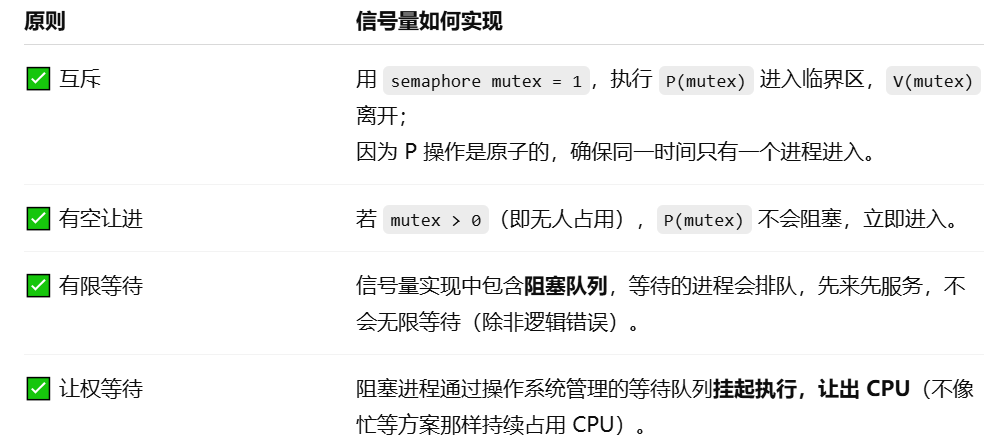 原则 信号量如何实现
✅ 互斥 用 semaphore mutex = 1，执行 P(mutex) 进入临界区，V(mutex)
离开；
因为 P 操作是原子的，确保同一时间只有一个进程进入。
✅ 有空让进 若 mutex > 0（即无人占用），P(mutex) 不会阻塞，立即进入。
✅ 有限等待 信号量实现中包含阻塞队列，等待的进程会排队，先来先服务，不
会无限等待（除非逻辑错误）。
✅ 让权等待 阻塞进程通过操作系统管理的等待队列挂起执行，让出 CPU（不像
忙等方案那样持续占用 CPU）。